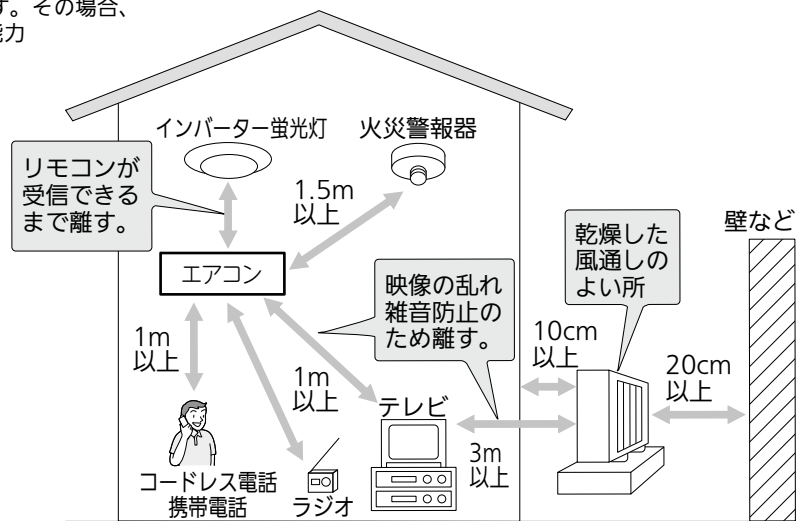 す。その場合、
能力
インバーター蛍光灯
火災警報器
リモコンが
受信できる
まで離す。
1.5m
以上
壁など
乾燥した
風通しの
よい所
エアコン
映像の乱れ
雑音防止の
ため離す。
10cm
以上
1m
以上
20cm
以上
1m
以上
テレビ
3m
以上
コードレス電話
携帯電話
ラジオ